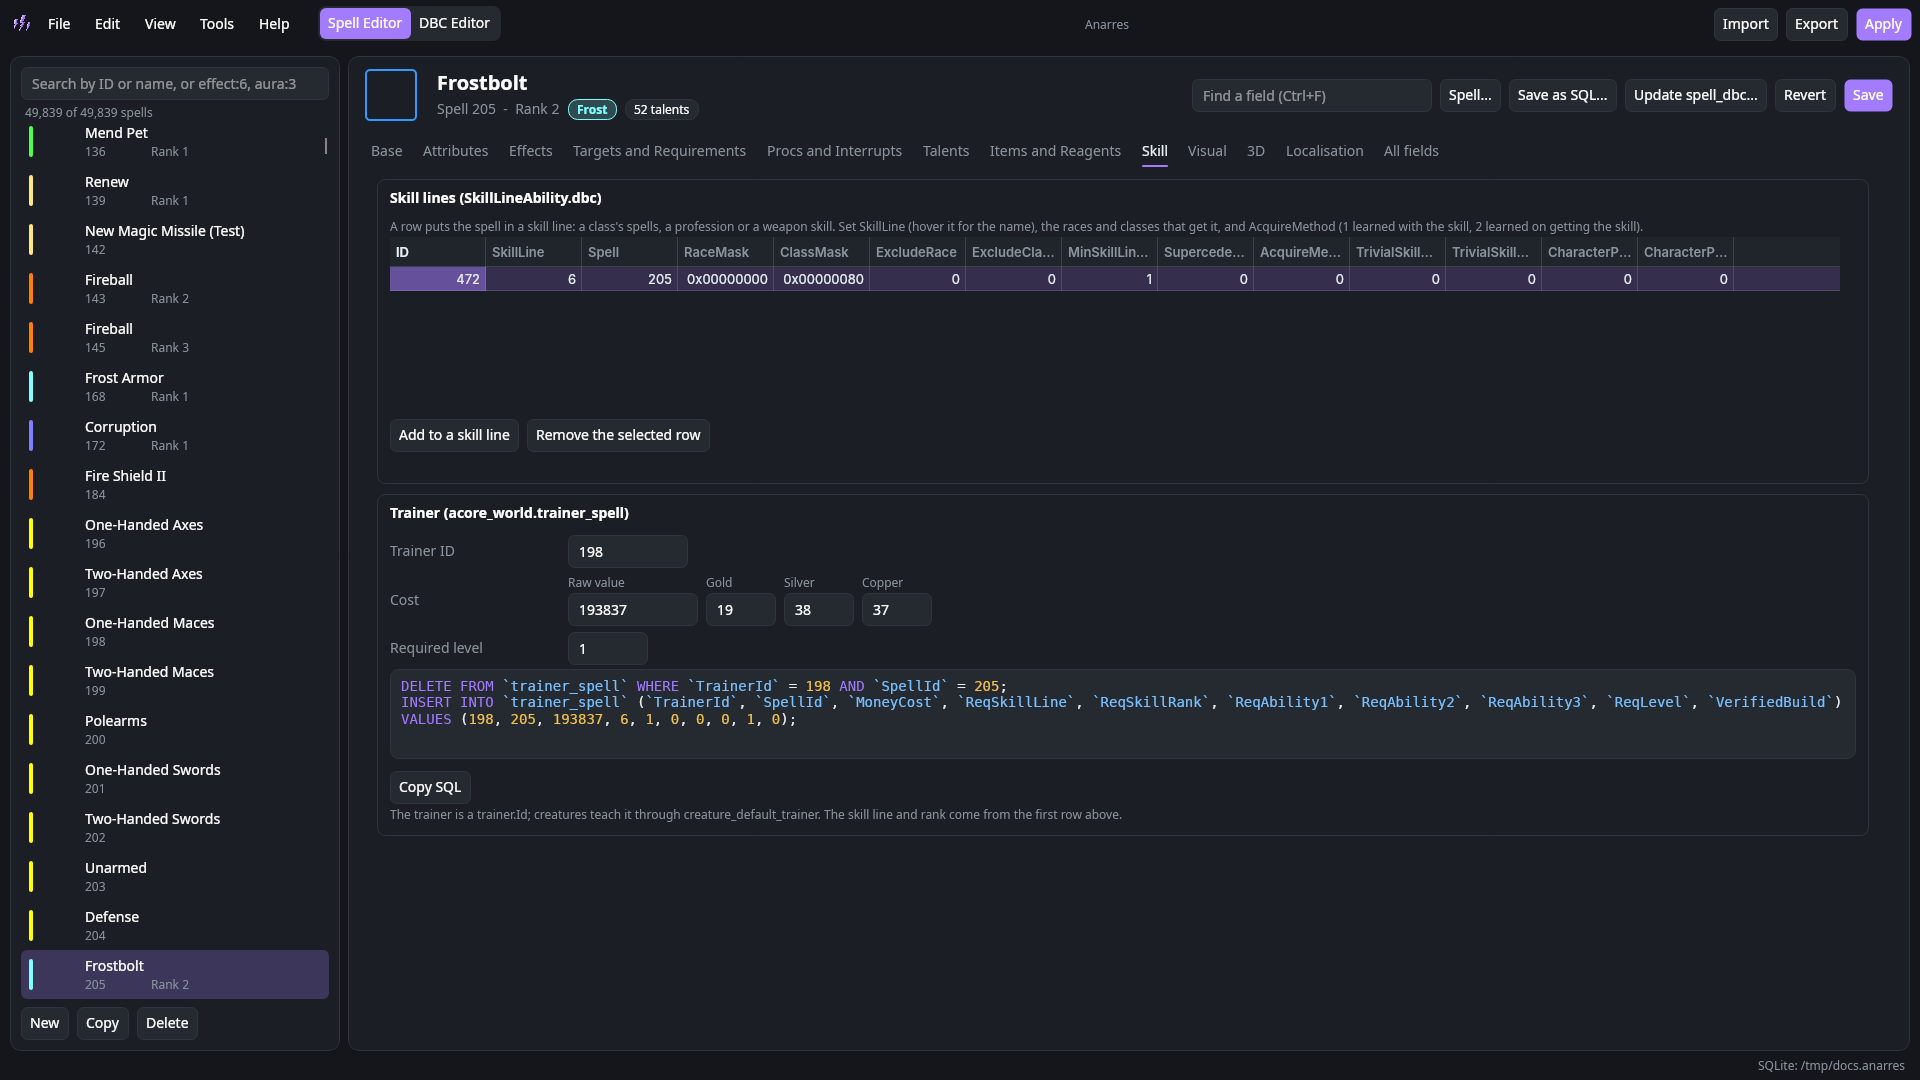 File Edit View Tools Help Spell Editor DBC Editor Anarres Import Export Apply
Search by ID or name, or effect:6, aura:3
49,839 of 49,839 spells
Mend Pet
136 Rank 1
Renew
139 Rank 1
New Magic Missile (Test)
142
Fireball
143 Rank 2
Fireball
145 Rank 3
Frost Armor
168 Rank 1
Corruption
172 Rank 1
Fire Shield II
184
One-Handed Axes
196
Two-Handed Axes
197
One-Handed Maces
198
Two-Handed Maces
199
Polearms
200
One-Handed Swords
201
Two-Handed Swords
202
Unarmed
203
Defense
204
Frostbolt
205 Rank 2
New Copy Delete
Frostbolt
Spell 205 - Rank 2 Frost 52 talents
Find a field (Ctrl+F) Spell... Save as SQL... Update spell_dbc... Revert Save
Base Attributes Effects Targets and Requirements Procs and Interrupts Talents Items and Reagents Skill Visual 3D Localisation All fields
Skill lines (SkillLineAbility.dbc)
A row puts the spell in a skill line: a class's spells, a profession or a weapon skill. Set SkillLine (hover it for the name), the races and classes that get it, and AcquireMethod (1 learned with the skill, 2 learned on getting the skill).
ID SkillLine Spell RaceMask ClassMask ExcludeRace ExcludeCla... MinSkillLin... Supercede... AcquireMe... TrivialSkill... TrivialSkill... CharacterP... CharacterP...
472 6 205 0x00000000 0x00000080 0 0 1 0 0 0 0 0 0
Add to a skill line Remove the selected row
Trainer (acore_world.trainer_spell)
Trainer ID 198
Raw value Gold Silver Copper
Cost 193837 19 38 37
Required level 1
DELETE FROM `trainer_spell` WHERE `TrainerId` = 198 AND `SpellId` = 205;
INSERT INTO `trainer_spell` (`TrainerId`, `SpellId`, `MoneyCost`, `ReqSkillLine`, `ReqSkillRank`, `ReqAbility1`, `ReqAbility2`, `ReqAbility3`, `ReqLevel`, `VerifiedBuild`)
VALUES (198, 205, 193837, 6, 1, 0, 0, 0, 1, 0);
Copy SQL
The trainer is a trainer.Id; creatures teach it through creature_default_trainer. The skill line and rank come from the first row above.
SQLite: /tmp/docs.anarres